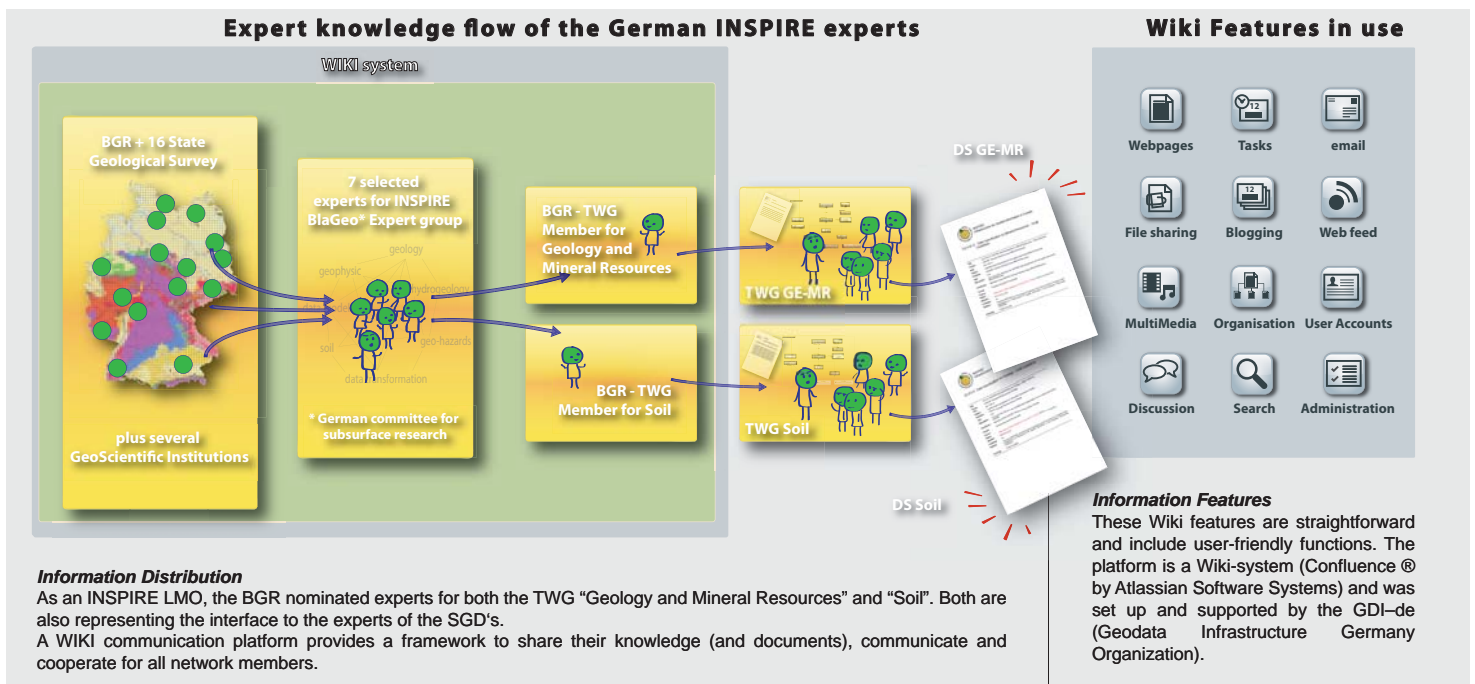 Expert knowledge flow of the German INSPIRE experts
WIKI system
BGR + 16 State
Geological Survey
plus several
GeoScientific Institutions
7 selected
experts for INSPIRE
BlaGeo* Expert group
geology
geophysic
hydrogeology
soil
geo-hazards
* German committee for
subsurface research
BGR - TWG
Member for
Geology and
Mineral Resources
BGR - TWG
Member for Soil
TWG GE-MR
TWG Soil
DS GE-MR
DS Soil
Information Distribution
As an INSPIRE LMO, the BGR nominated experts for both the TWG “Geology and Mineral Resources” and “Soil”. Both are
also representing the interface to the experts of the SGD‘s.
A WIKI communication platform provides a framework to share their knowledge (and documents), communicate and
cooperate for all network members.
Wiki Features in use
12
Webpages Tasks email
12
File sharing Blogging Web feed
MultiMedia Organisation User Accounts
Discussion Search Administration
Information Features
These Wiki features are straightforward
and include user-friendly functions. The
platform is a Wiki-system (Confluence ®
by Atlassian Software Systems) and was
set up and supported by the GDI–de
(Geodata Infrastructure Germany
Organization).